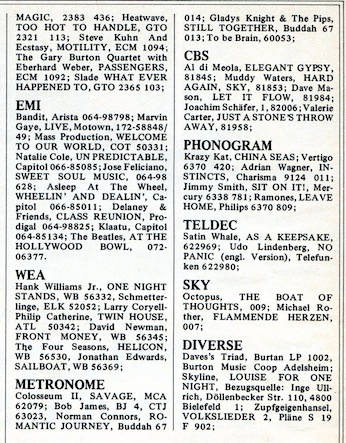 MAGIC, 2383 436; Heatwave,
TOO HOT TO HANDLE, GTO
2321 113; Steve Kuhn And
Ecstasy, MOTILITY, ECM 1094;
The Gary Burton Quartet with
Eberhard Weber, PASSENGERS,
ECM 1092; Slade WHAT EVER
HAPPENED TO, GTO 2365 103;
EMI
Bandit, Arista 064-98798; Marvin
Gaye, LIVE, Motown, 172-58848/
49; Mass Production, WELCOME
TO OUR WORLD, COT 50331;
Natalie Cole, UN PREDICTABLE,
Capitol 066-85085; Jose Feliciano,
SWEET SOUL MUSIC, 064-98
628; Asleep At The Wheel,
WHEELIN' AND DEALIN', Ca-
pitol 066-85011; Delaney &
Friends, CLASS REUNION, Pro-
digal 064-98825; Klaatu, Capitol
064-85134; The Beatles, AT THE
HOLLYWOOD BOWL, 072-
06377.
WEA
Hank Williams Jr., ONE NIGHT
STANDS, WB 56332, Schmetter-
linge, ELK 52052; Larry Coryell-
Philip Catherine, TWIN HOUSE,
ATL 50342; David Newman,
FRONT MONEY, WB 56345;
The Four Seasons, HELICON,
WB 56530, Jonathan Edwards,
SAILBOAT, WB 56369;
METRONOME
Colosseum II, SAVAGE, MCA
62079; Bob James, BJ 4, CTJ
63023, Norman Connors, RO-
MANTIC JOURNEY, Buddah 67
014; Gladys Knight & The Pips,
STILL TOGETHER, Buddah 67
013; To be Brain, 60053;
CBS
Al di Meola, ELEGANT GYPSY,
81845; Muddy Waters, HARD
AGAIN, SKY, 81853; Dave Ma-
son, LET IT FLOW, 81984;
Joachim Schäfer, 1, 82006; Valerie
Carter, JUST A STONE'S THROW
AWAY, 81958;
PHONOGRAM
Krazy Kat, CHINA SEAS; Vertigo
6370 420; Adrian Wagner, IN-
STINCTS, Charisma 9124 011;
Jimmy Smith, SIT ON IT!, Mer-
cury 6338 781; Ramones, LEAVE
HOME, Philips 6370 809;
TELDEC
Satin Whale, AS A KEEPSAKE,
622969; Udo Lindenberg, NO
PANIC (engl. Version), Telefun-
ken 622980;
SKY
Octopus, THE BOAT OF
THOUGHTS, 009; Michael Ro-
ther, FLAMMENDE HERZEN,
007;
DIVERSE
Daves's Triad, Burtan LP 1002,
Burton Music Coop Adelsheim;
Skyline, LOUISE FOR ONE
NIGHT, Bezugsquelle: Inge Ull-
rich, Döllenbecker Str. 110, 4800
Bielefeld 1; Zupfgeigenhansel,
VOLKSLIEDER 2, Pläne S 19
F 902;